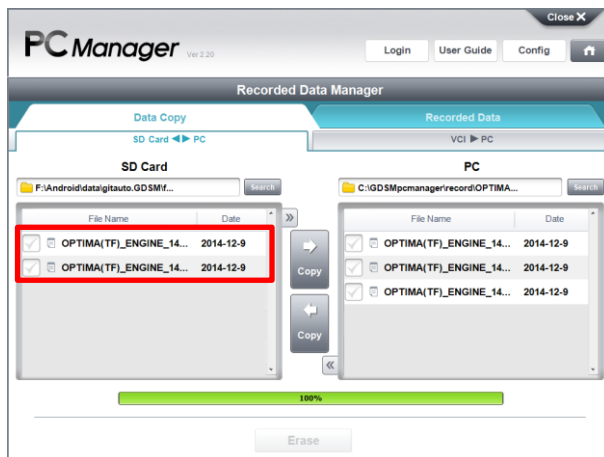 Close X
PC Manager Ver 2.20
Login User Guide Config
Recorded Data Manager
Data Copy Recorded Data
SD Card ◀▶ PC VCI ▶ PC
SD Card PC
F:\Android\data\gitauto.GDSM\f... Search C:\GDSMpcmanager\record\OPTIMA... Search
File Name Date File Name Date
OPTIMA(TF)_ENGINE_14... 2014-12-9 OPTIMA(TF)_ENGINE_14... 2014-12-9
OPTIMA(TF)_ENGINE_14... 2014-12-9 Copy OPTIMA(TF)_ENGINE_14... 2014-12-9
OPTIMA(TF)_ENGINE_14... 2014-12-9
Copy
100%
Erase